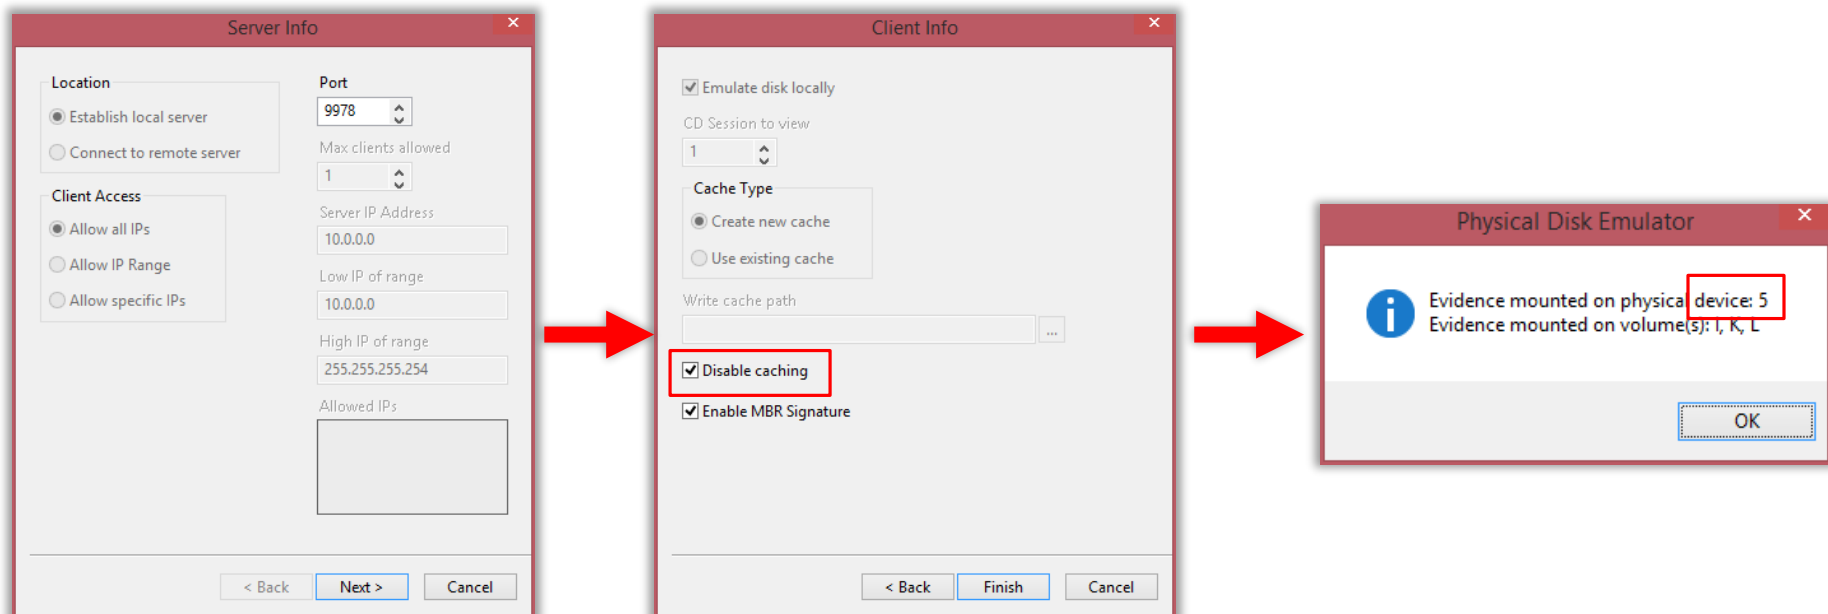 Server Info
Location
Establish local server
Connect to remote server
Client Access
Allow all IPs
Allow IP Range
Allow specific IPs
Port
9978
Max clients allowed
1
Server IP Address
10.0.0.0
Low IP of range
10.0.0.0
High IP of range
255.255.255.254
Allowed IPs
< Back
Next >
Cancel
Client Info
Emulate disk locally
CD Session to view
1
Cache Type
Create new cache
Use existing cache
Write cache path
...
Disable caching
Enable MBR Signature
< Back
Finish
Cancel
Physical Disk Emulator
Evidence mounted on physical device: 5
Evidence mounted on volume(s): I, K, L
OK